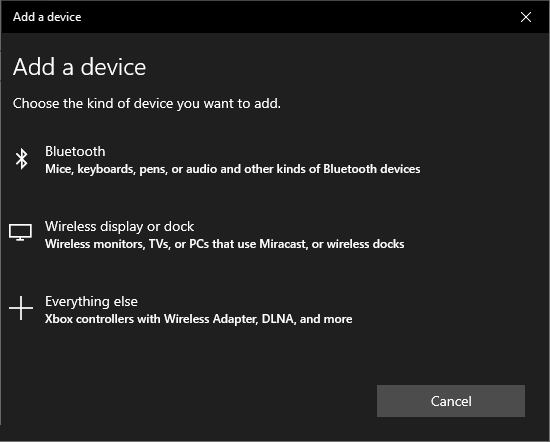 Add a device
Add a device
Choose the kind of device you want to add.
Bluetooth
Mice, keyboards, pens, or audio and other kinds of Bluetooth devices
Wireless display or dock
Wireless monitors, TVs, or PCs that use Miracast, or wireless docks
Everything else
Xbox controllers with Wireless Adapter, DLNA, and more
Cancel